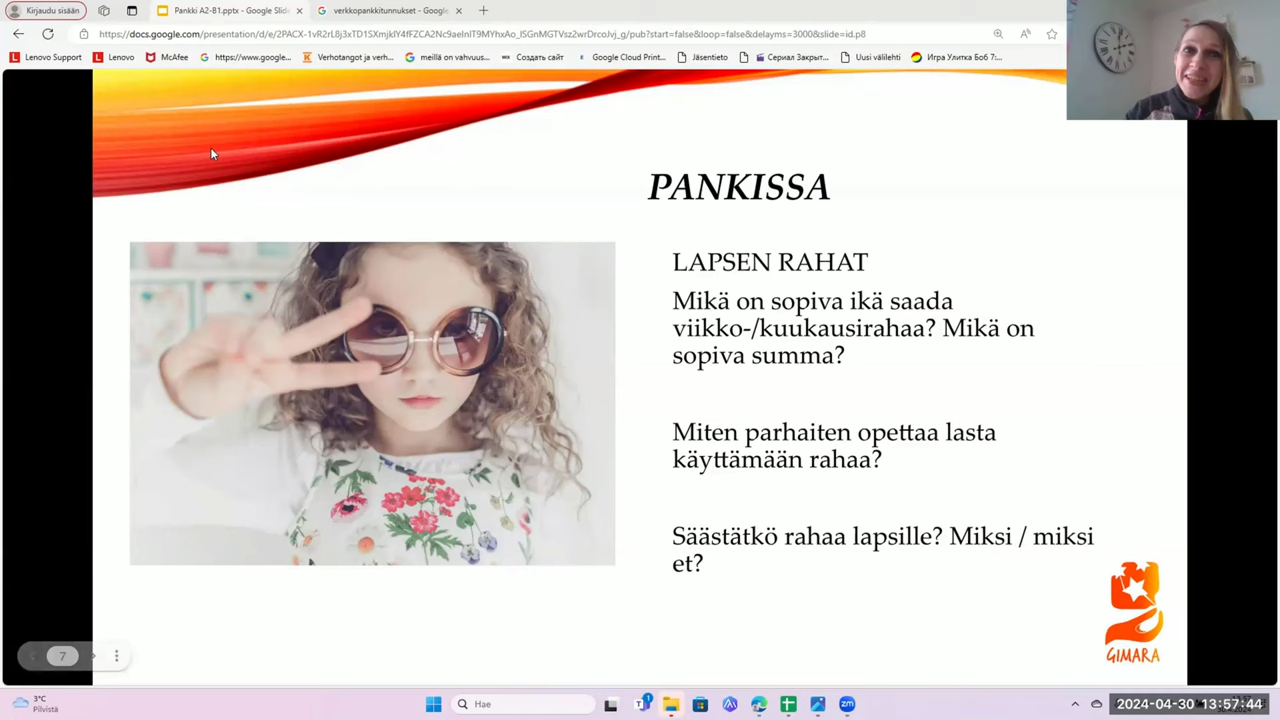 Kirjaudu sisään
Pankki A2-B1.pptx - Google Slid
verkkopankkitunnukset - Google
https://docs.google.com/presentation/d/e/2PACX-1vR2rL8j3xTD1SXmjkIY4fFZCA2Nc9aeInIT9MYhxAo_lSGnMGTVsz2wrDrcoJvj_g/pub?start=false&loop=false&delayms=3000&slide=id.p8
Lenovo Support
Lenovo
McAfee
https://www.google...
Verhotangot ja verh...
meillä on vahvuus...
Создать сайт
Google Cloud Print...
Jäsentieto
Сериал Закрыт...
Uusi välilehti
Игра Улитка Боб 7:...
PANKISSA
LAPSEN RAHAT
Mikä on sopiva ikä saada
viikko-/kuukausirahaa? Mikä on
sopiva summa?
Miten parhaiten opettaa lasta
käyttämään rahaa?
Säästätkö rahaa lapsille? Miksi / miksi
et?
GIMARA
7
3°C
Pilvistä
Hae
2024-04-30 13:57:44